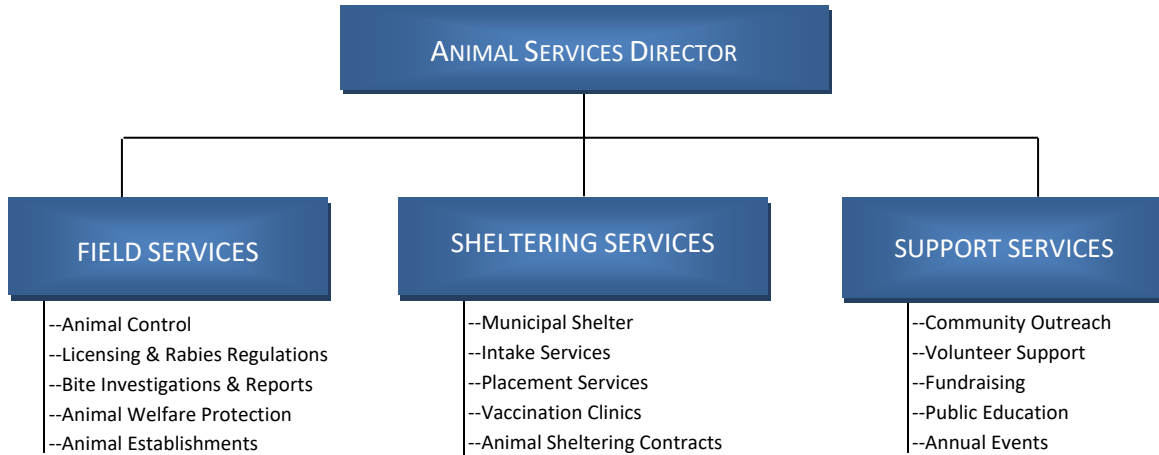 ANIMAL SERVICES DIRECTOR
FIELD SERVICES
--Animal Control
--Licensing & Rabies Regulations
--Bite Investigations & Reports
--Animal Welfare Protection
--Animal Establishments
SHELTERING SERVICES
--Municipal Shelter
--Intake Services
--Placement Services
--Vaccination Clinics
--Animal Sheltering Contracts
SUPPORT SERVICES
--Community Outreach
--Volunteer Support
--Fundraising
--Public Education
--Annual Events